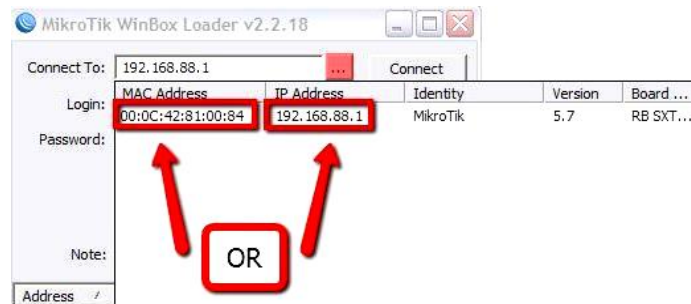 MikroTik WinBox Loader v2.2.18
Connect To: 192.168.88.1 ... Connect
MAC Address IP Address Identity Version Board ...
Login: 00:0C:42:81:00:84 192.168.88.1 MikroTik 5.7 RB SXT...
Password:
OR
Note:
Address /